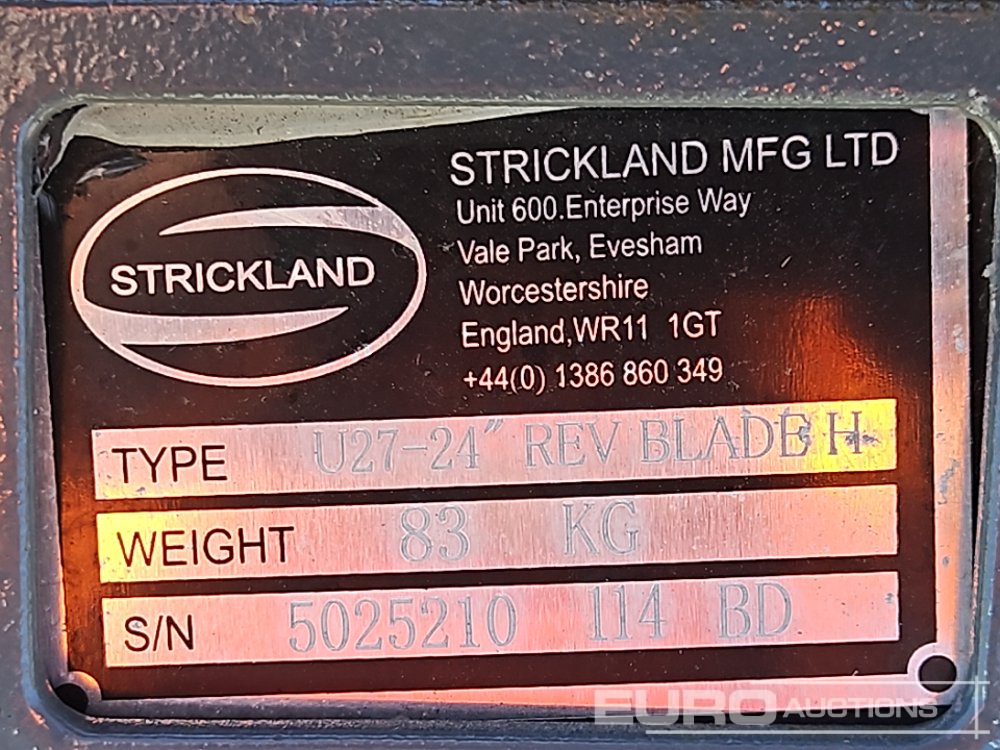 STRICKLAND
STRICKLAND MFG LTD
Unit 600.Enterprise Way
Vale Park, Evesham
Worcestershire
England,WR11 1GT
+44(0) 1386 860 349
TYPE U27-24" REV BLADE H
WEIGHT 83 KG
S/N 5025210 114 BD
EURO AUCTIONS